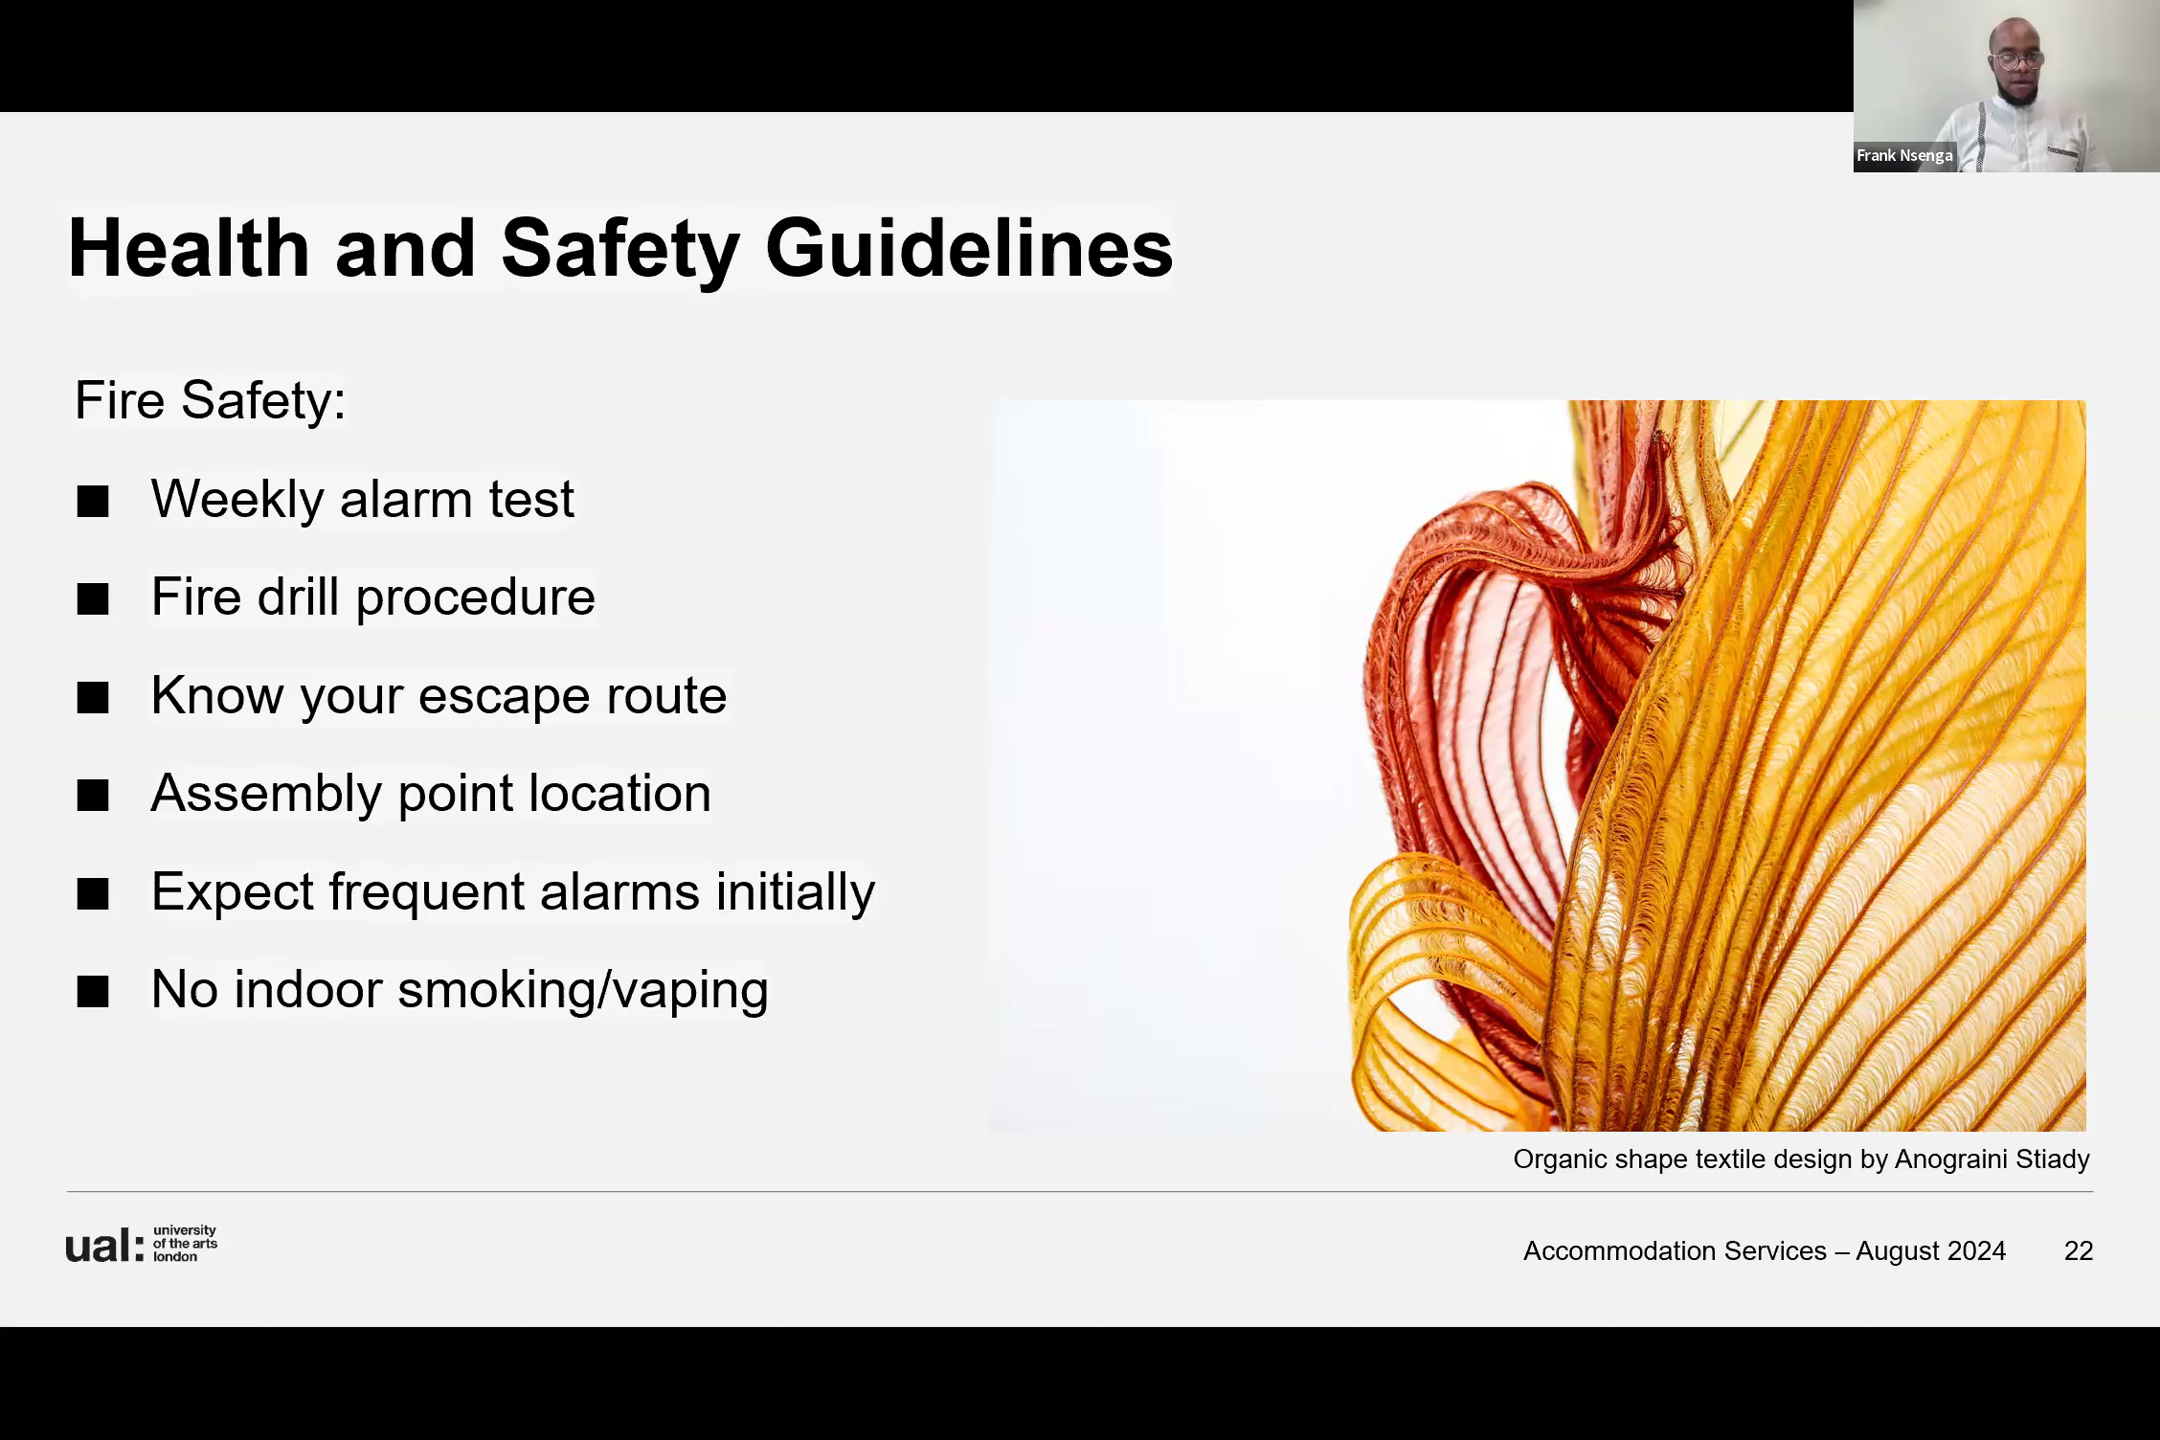 Frank Nsenga
Health and Safety Guidelines
Fire Safety:
■ Weekly alarm test
■ Fire drill procedure
■ Know your escape route
■ Assembly point location
■ Expect frequent alarms initially
■ No indoor smoking/vaping
Organic shape textile design by Anograini Stiady
ual:
university
of the arts
london
Accommodation Services – August 2024 22